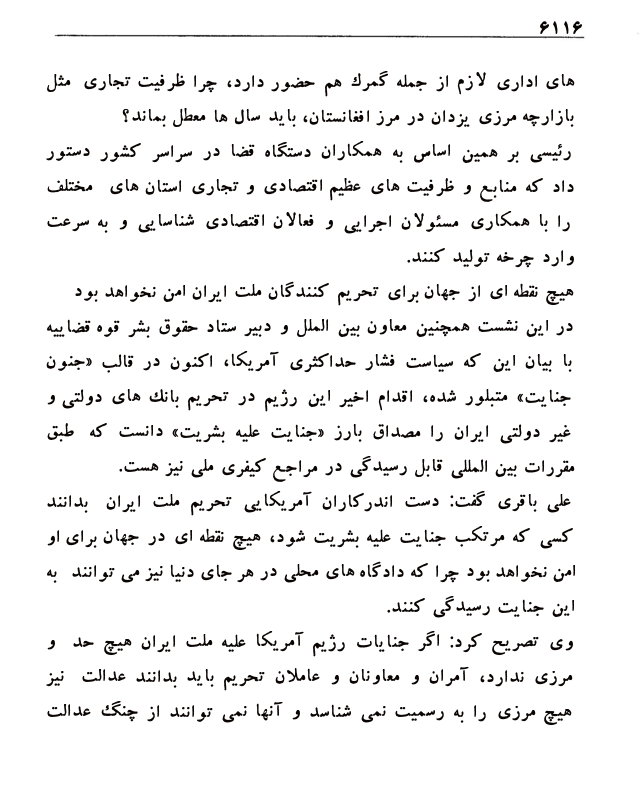 ۶۱۱۶
های اداری لازم از جمله گمرك هم حضور دارد، چرا ظرفیت تجاری مثل
بازارچه مرزی یزدان در مرز افغانستان، باید سال ها معطل بماند؟
رئیسی بر همین اساس به همکاران دستگاه قضا در سراسر کشور دستور
داد که منابع و ظرفیت های عظیم اقتصادی و تجاری استان های مختلف
را با همکاری مسئولان اجرایی و فعالان اقتصادی شناسایی و به سرعت
وارد چرخه تولید کنند.
هیچ نقطه ای از جهان برای تحریم کنندگان ملت ایران امن نخواهد بود
در این نشست همچنین معاون بین الملل و دبیر ستاد حقوق بشر قوه قضاییه
با بیان این که سیاست فشار حداکثری آمریکا، اکنون در قالب «جنون
جنایت» متبلور شده، اقدام اخیر این رژیم در تحریم بانك های دولتی و
غیر دولتی ایران را مصداق بارز «جنایت علیه بشریت» دانست که طبق
مقررات بین المللی قابل رسیدگی در مراجع کیفری ملی نیز هست.
علی باقری گفت: دست اندرکاران آمریکایی تحریم ملت ایران بدانند
کسی که مرتکب جنایت علیه بشریت شود، هیچ نقطه ای در جهان برای او
امن نخواهد بود چرا که دادگاه های محلی در هر جای دنیا نیز می توانند به
این جنایت رسیدگی کنند.
وی تصریح کرد: اگر جنایات رژیم آمریکا علیه ملت ایران هیچ حد و
مرزی ندارد، آمران و معاونان و عاملان تحریم باید بدانند عدالت نیز
هیچ مرزی را به رسمیت نمی شناسد و آنها نمی توانند از چنگ عدالت